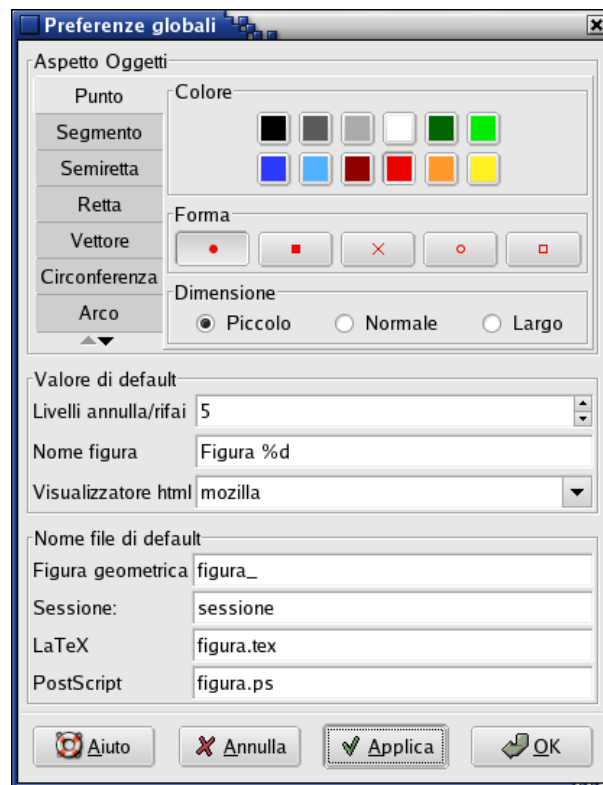 Preferenze globali
Aspetto Oggetti
Punto
Segmento
Semiretta
Retta
Vettore
Circonferenza
Arco
Colore
Forma
Dimensione
Piccolo Normale Largo
Valore di default
Livelli annulla/rifai 5
Nome figura Figura %d
Visualizzatore html mozilla
Nome file di default
Figura geometrica figura_
Sessione: sessione
LaTeX figura.tex
PostScript figura.ps
Aiuto Annulla Applica OK